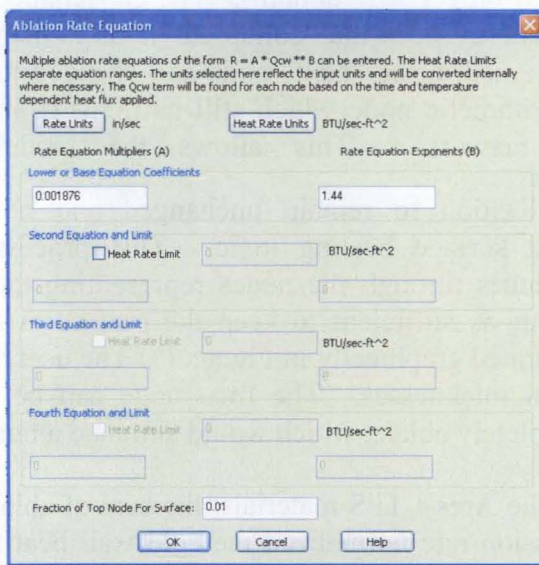 Ablation Rate Equation
Multiple ablation rate equations of the form R = A * Qcw ** B can be entered. The Heat Rate Limits
separate equation ranges. The units selected here reflect the input units and will be converted internally
where necessary. The Qcw term will be found for each node based on the time and temperature
dependent heat flux applied.
Rate Units in/sec Heat Rate Units BTU/sec-ft^2
Rate Equation Multipliers (A) Rate Equation Exponents (B)
Lower or Base Equation Coefficients
0.001876 1.44
Second Equation and Limit
Heat Rate Limit 0 BTU/sec-ft^2
0 0
Third Equation and Limit
Heat Rate Limit 0 BTU/sec-ft^2
0 0
Fourth Equation and Limit
Heat Rate Limit 0 BTU/sec-ft^2
0 0
Fraction of Top Node For Surface: 0.01
OK Cancel Help